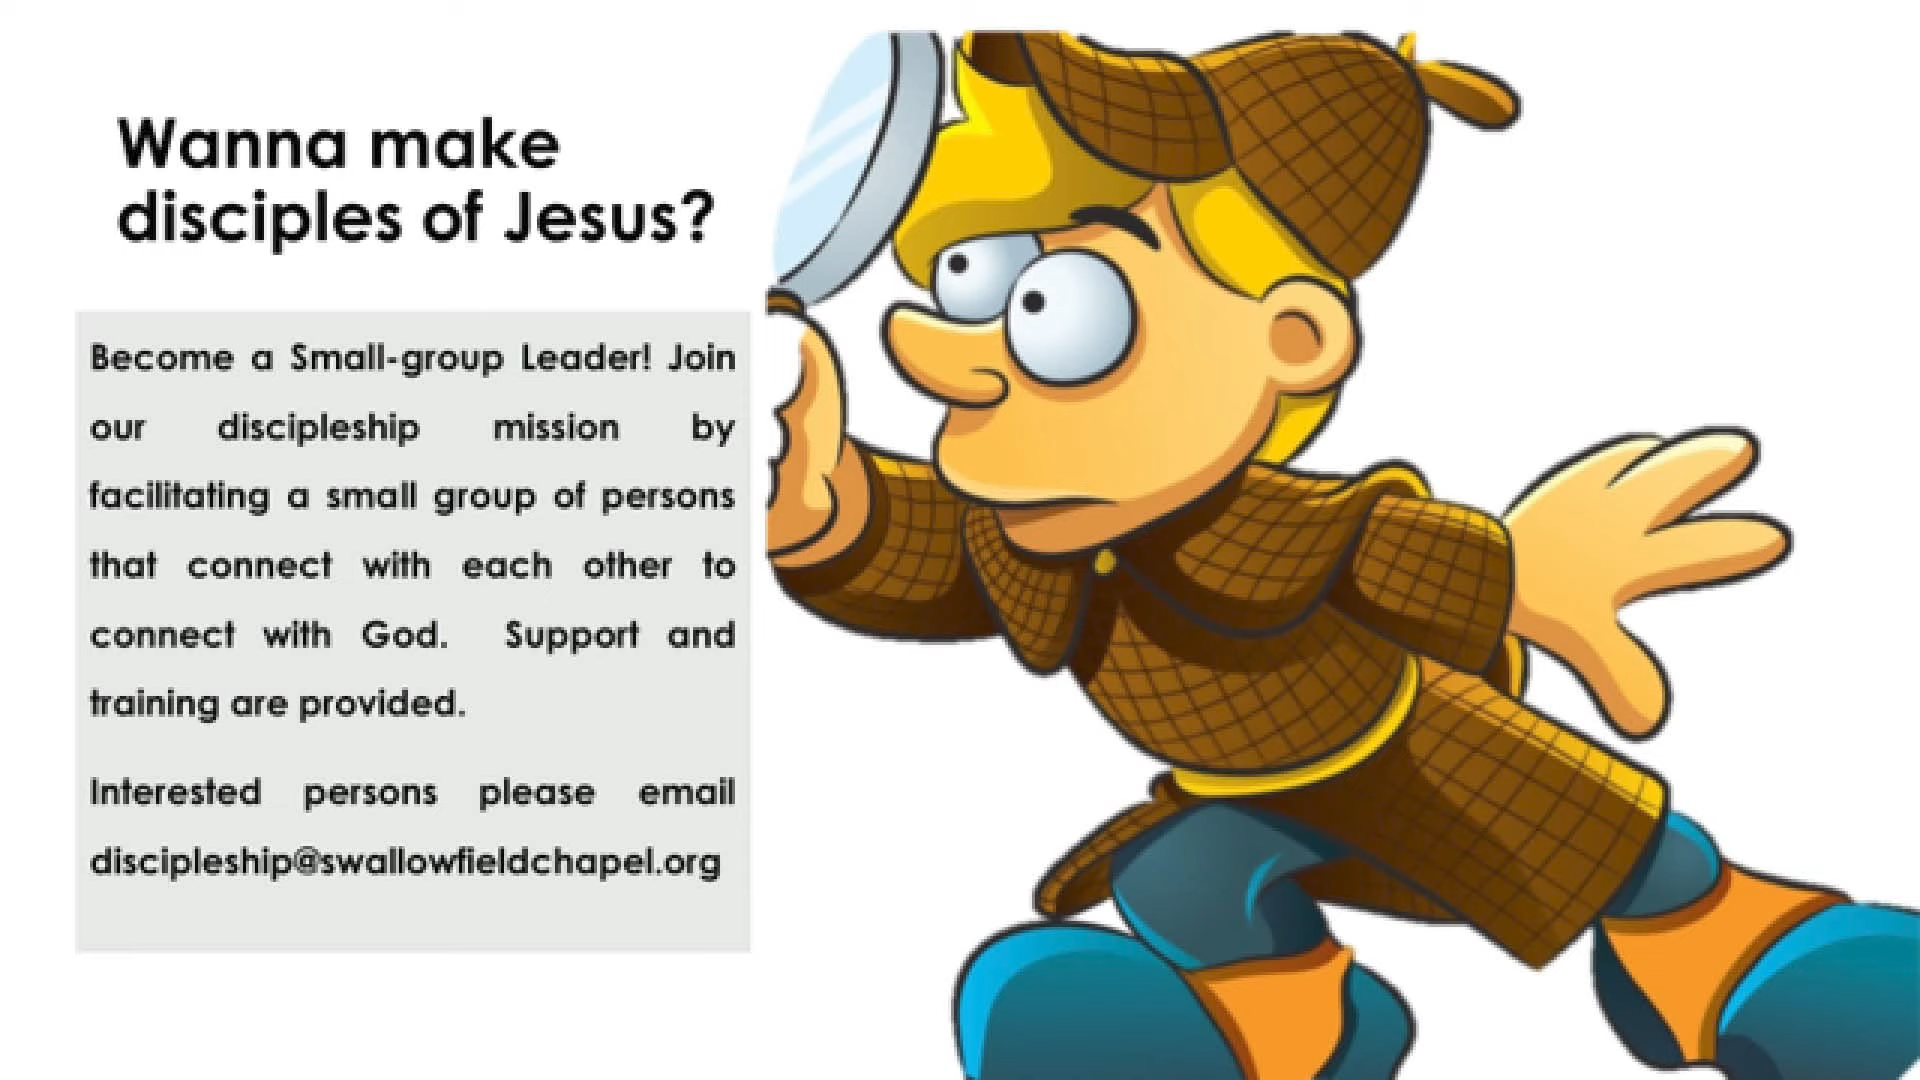 Wanna make
disciples of Jesus?
Become a Small-group Leader! Join
our discipleship mission by
facilitating a small group of persons
that connect with each other to
connect with God. Support and
training are provided.
Interested persons please email
discipleship@swallowfieldchapel.org